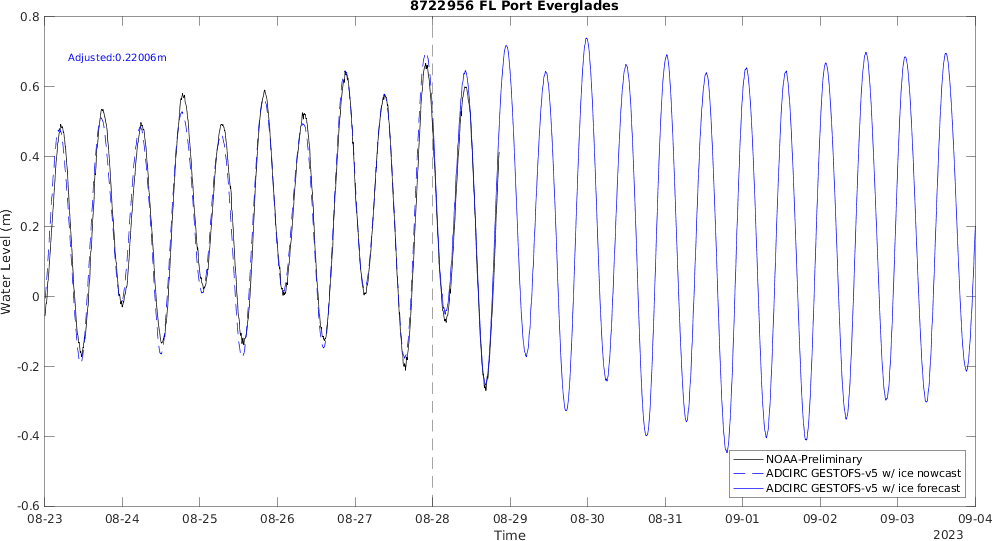 8722956 FL Port Everglades
Adjusted:0.22006m
Water Level (m)
0.8
0.6
0.4
0.2
0
-0.2
-0.4
-0.6
NOAA-Preliminary
ADCIRC GESTOFS-v5 w/ ice nowcast
ADCIRC GESTOFS-v5 w/ ice forecast
08-23 08-24 08-25 08-26 08-27 08-28 08-29 08-30 08-31 09-01 09-02 09-03 09-04
Time
2023